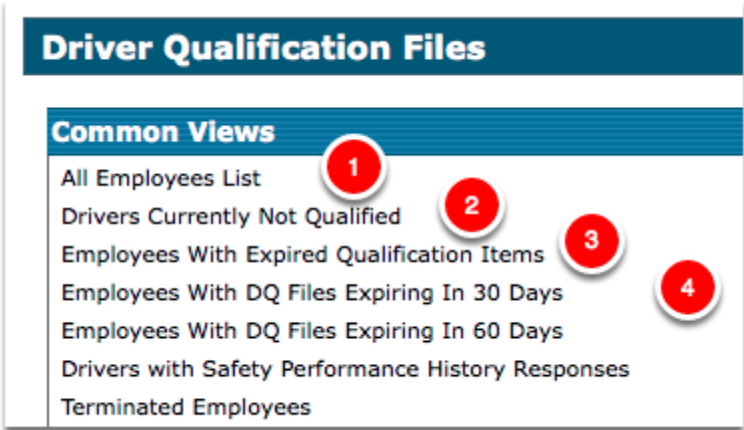 Driver Qualification Files
Common Views
All Employees List 1
Drivers Currently Not Qualified 2
Employees With Expired Qualification Items 3
Employees With DQ Files Expiring In 30 Days 4
Employees With DQ Files Expiring In 60 Days
Drivers with Safety Performance History Responses
Terminated Employees